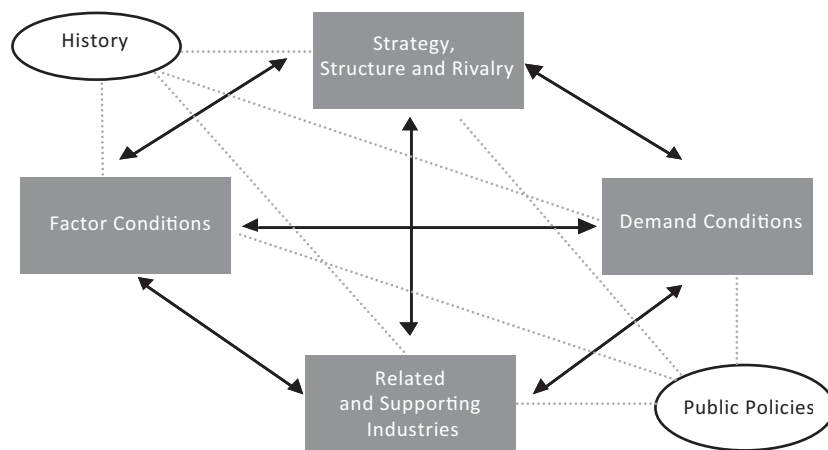 History
Strategy,
Structure and Rivalry
Factor Conditions
Demand Conditions
Related
and Supporting
Industries
Public Policies